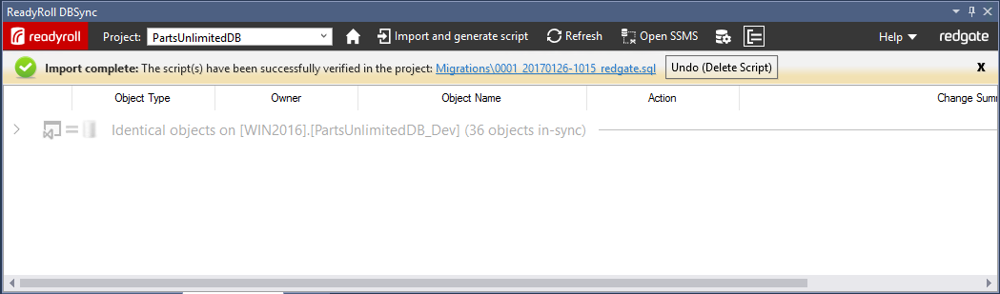 ReadyRoll DBSync
readyroll Project: PartsUnlimitedDB Import and generate script Refresh Open SSMS Help redgate
Import complete: The script(s) have been successfully verified in the project: Migrations\0001_20170126-1015_redgate.sql Undo (Delete Script) X
Object Type Owner Object Name Action Change Summ
Identical objects on [WIN2016].[PartsUnlimitedDB_Dev] (36 objects in-sync)